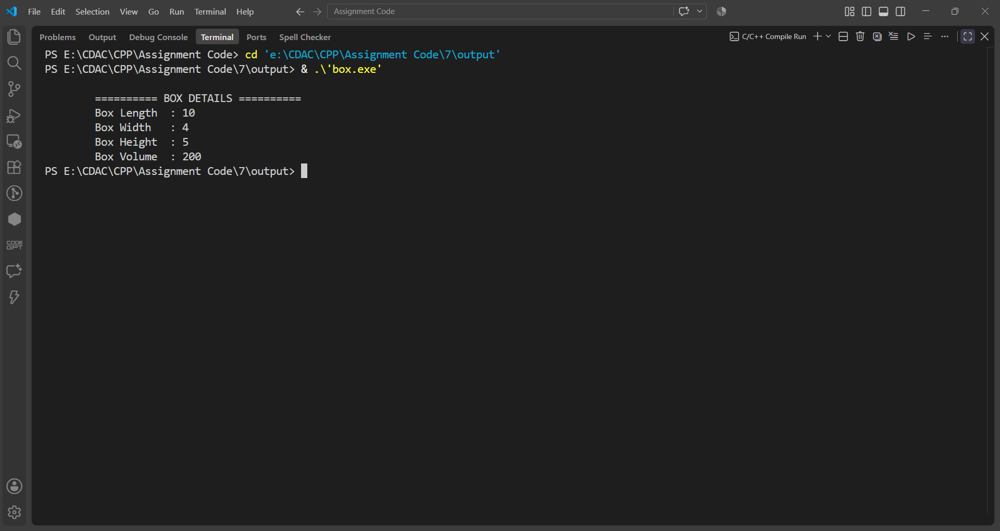 File Edit Selection View Go Run Terminal Help Assignment Code
Problems Output Debug Console Terminal Ports Spell Checker C/C++ Compile Run
PS E:\CDAC\CPP\Assignment Code> cd 'e:\CDAC\CPP\Assignment Code\7\output'
PS E:\CDAC\CPP\Assignment Code\7\output> & .\'box.exe'
========== BOX DETAILS ==========
Box Length : 10
Box Width : 4
Box Height : 5
Box Volume : 200
PS E:\CDAC\CPP\Assignment Code\7\output>
CODE
GPT